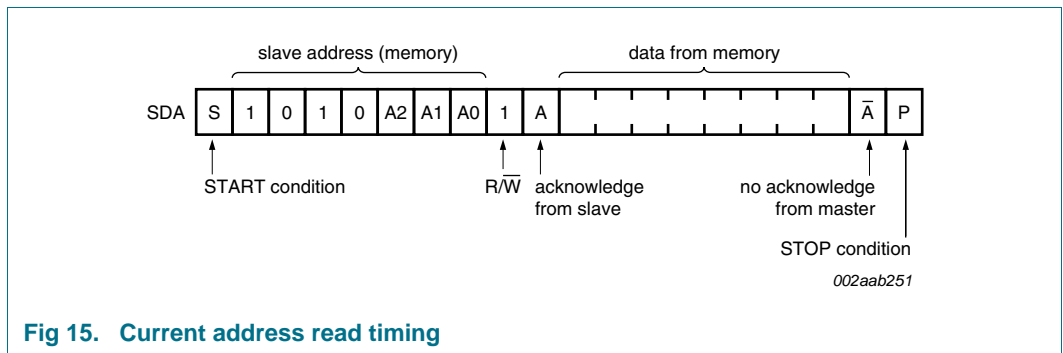 slave address (memory) data from memory
SDA S 1 0 1 0 A2 A1 A0 1 A A̅ P
START condition R/W̅ acknowledge from slave no acknowledge from master
STOP condition
002aab251
Fig 15. Current address read timing